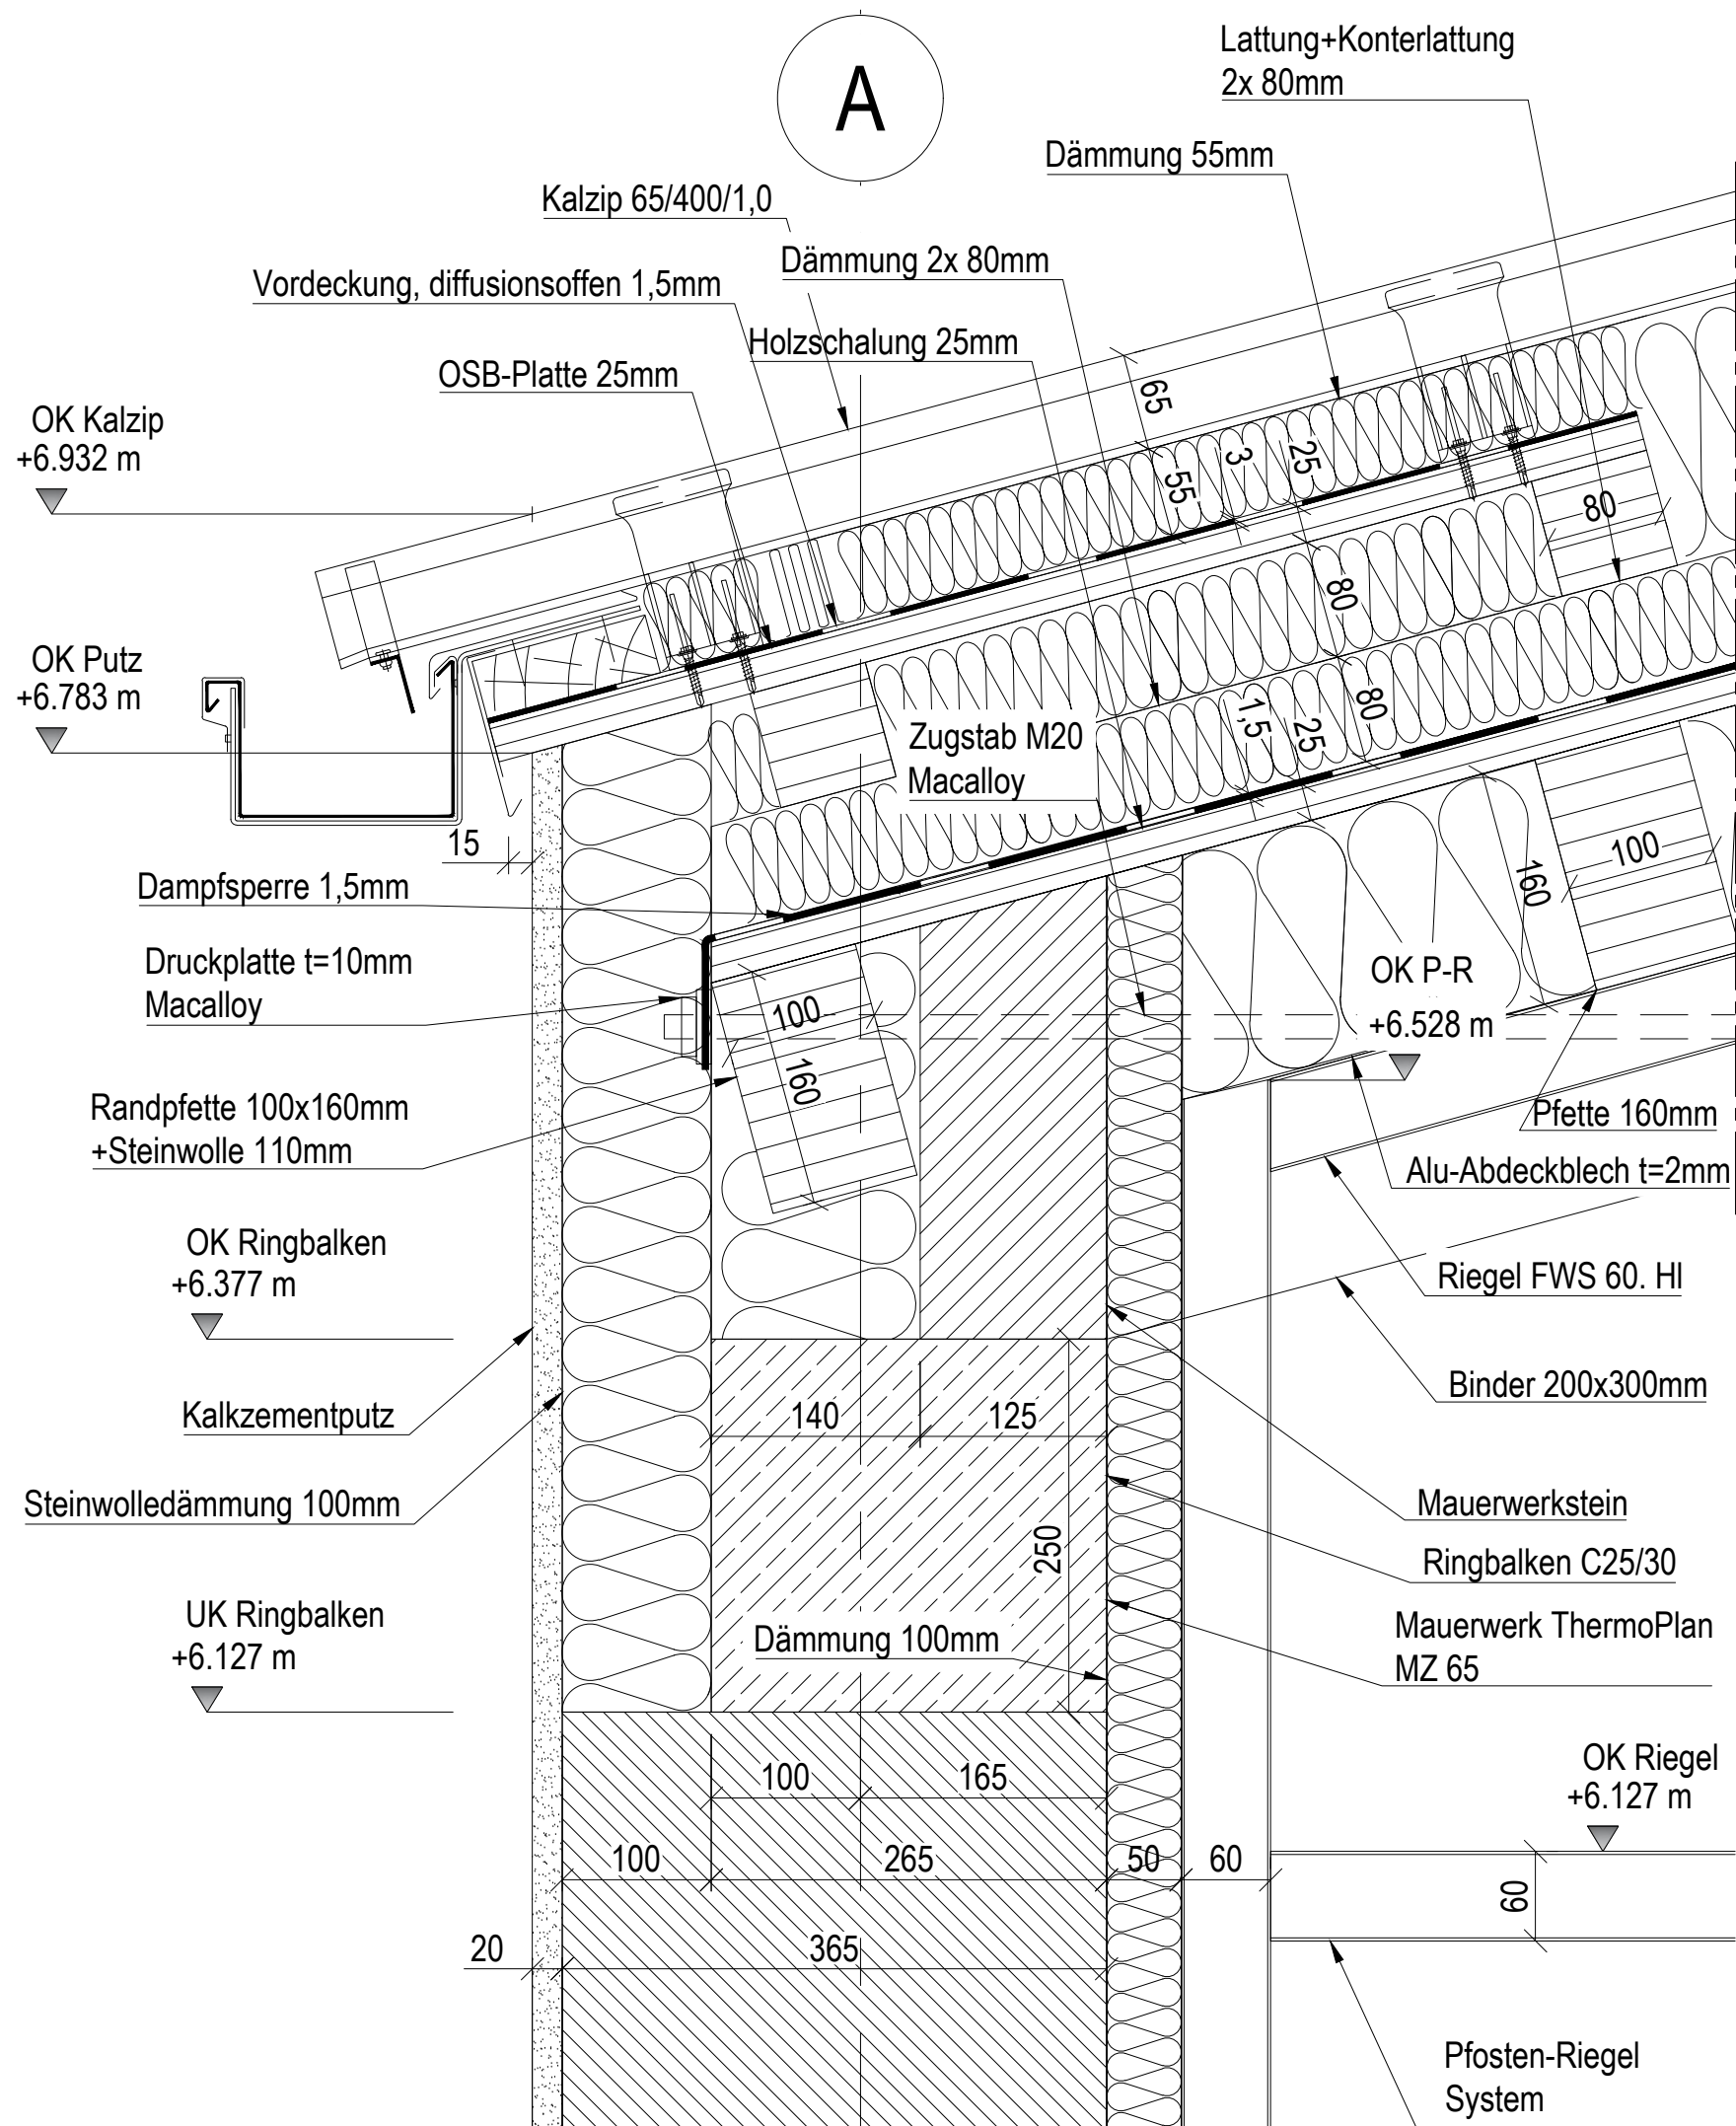 A
Lattung+Konterlattung
2x 80mm
Dämmung 55mm
Kalzip 65/400/1,0
Dämmung 2x 80mm
Vordeckung, diffusionsoffen 1,5mm
Holzschalung 25mm
OSB-Platte 25mm
OK Kalzip
+6.932 m
65
55
3
25
80
80
80
OK Putz
+6.783 m
Zugstab M20
Macalloy
1,5
25
15
100
160
Dampfsperre 1,5mm
Druckplatte t=10mm
Macalloy
OK P-R
+6.528 m
100
160
Randpfette 100x160mm
+Steinwolle 110mm
Pfette 160mm
Alu-Abdeckblech t=2mm
OK Ringbalken
+6.377 m
Riegel FWS 60. HI
Binder 200x300mm
Kalkzementputz
140
125
Steinwolledämmung 100mm
Mauerwerkstein
250
Ringbalken C25/30
UK Ringbalken
+6.127 m
Dämmung 100mm
Mauerwerk ThermoPlan
MZ 65
100
165
OK Riegel
+6.127 m
100
265
50
60
60
20
365
Pfosten-Riegel
System